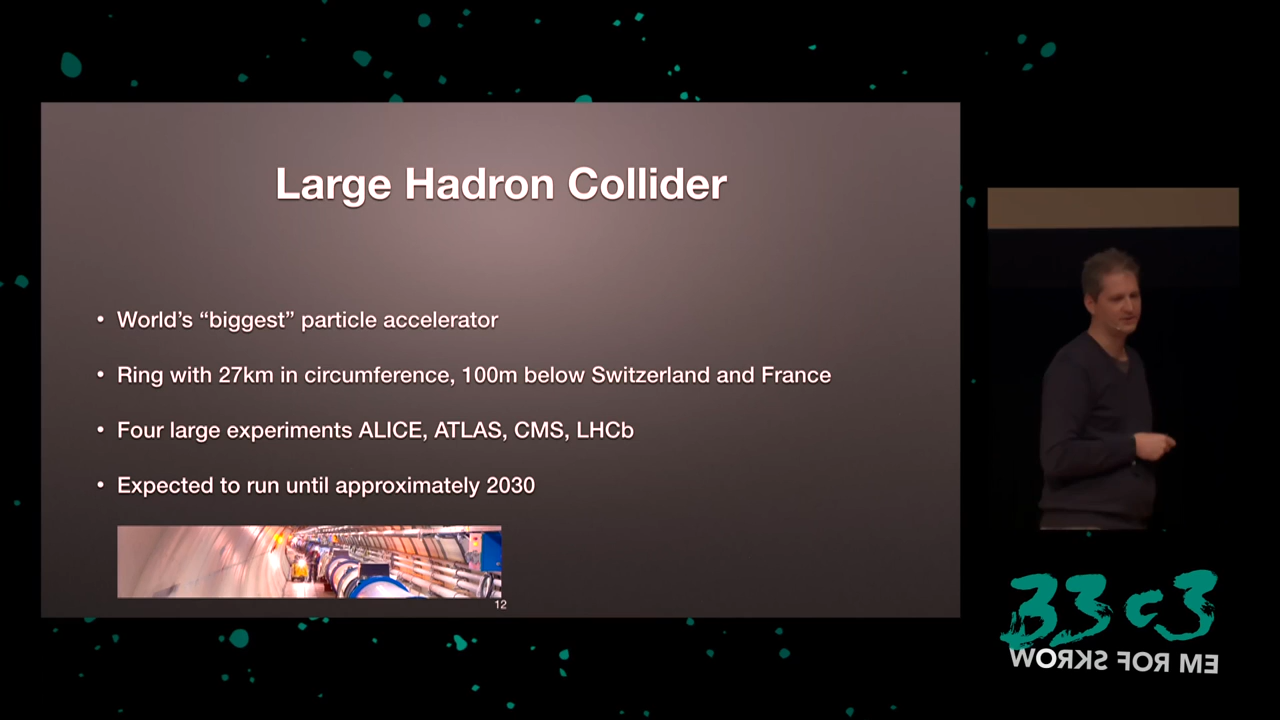 Large Hadron Collider
• World’s “biggest” particle accelerator
• Ring with 27km in circumference, 100m below Switzerland and France
• Four large experiments ALICE, ATLAS, CMS, LHCb
• Expected to run until approximately 2030
12
33c3
WORKS FOR ME